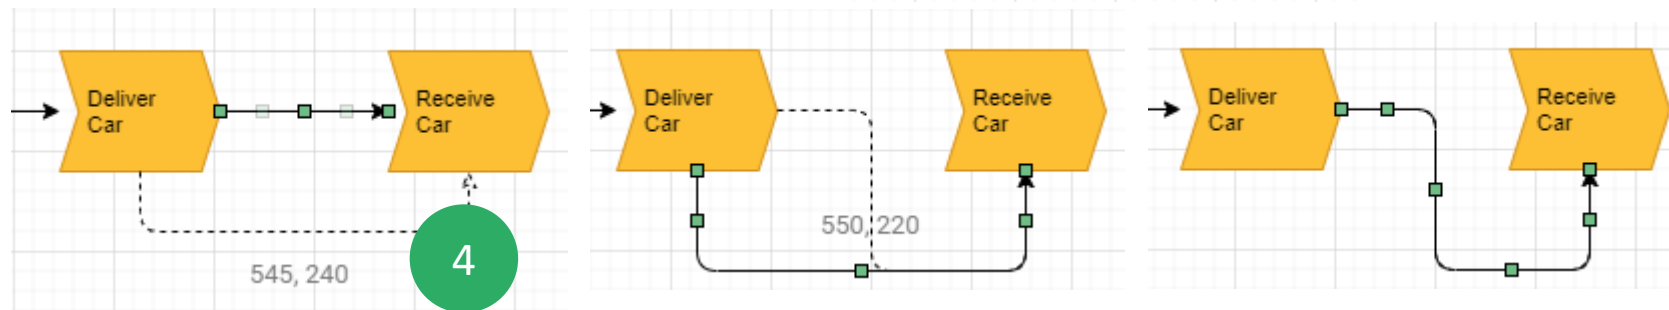 Deliver
Car
Receive
Car
545, 240
4
Deliver
Car
Receive
Car
550, 220
Deliver
Car
Receive
Car